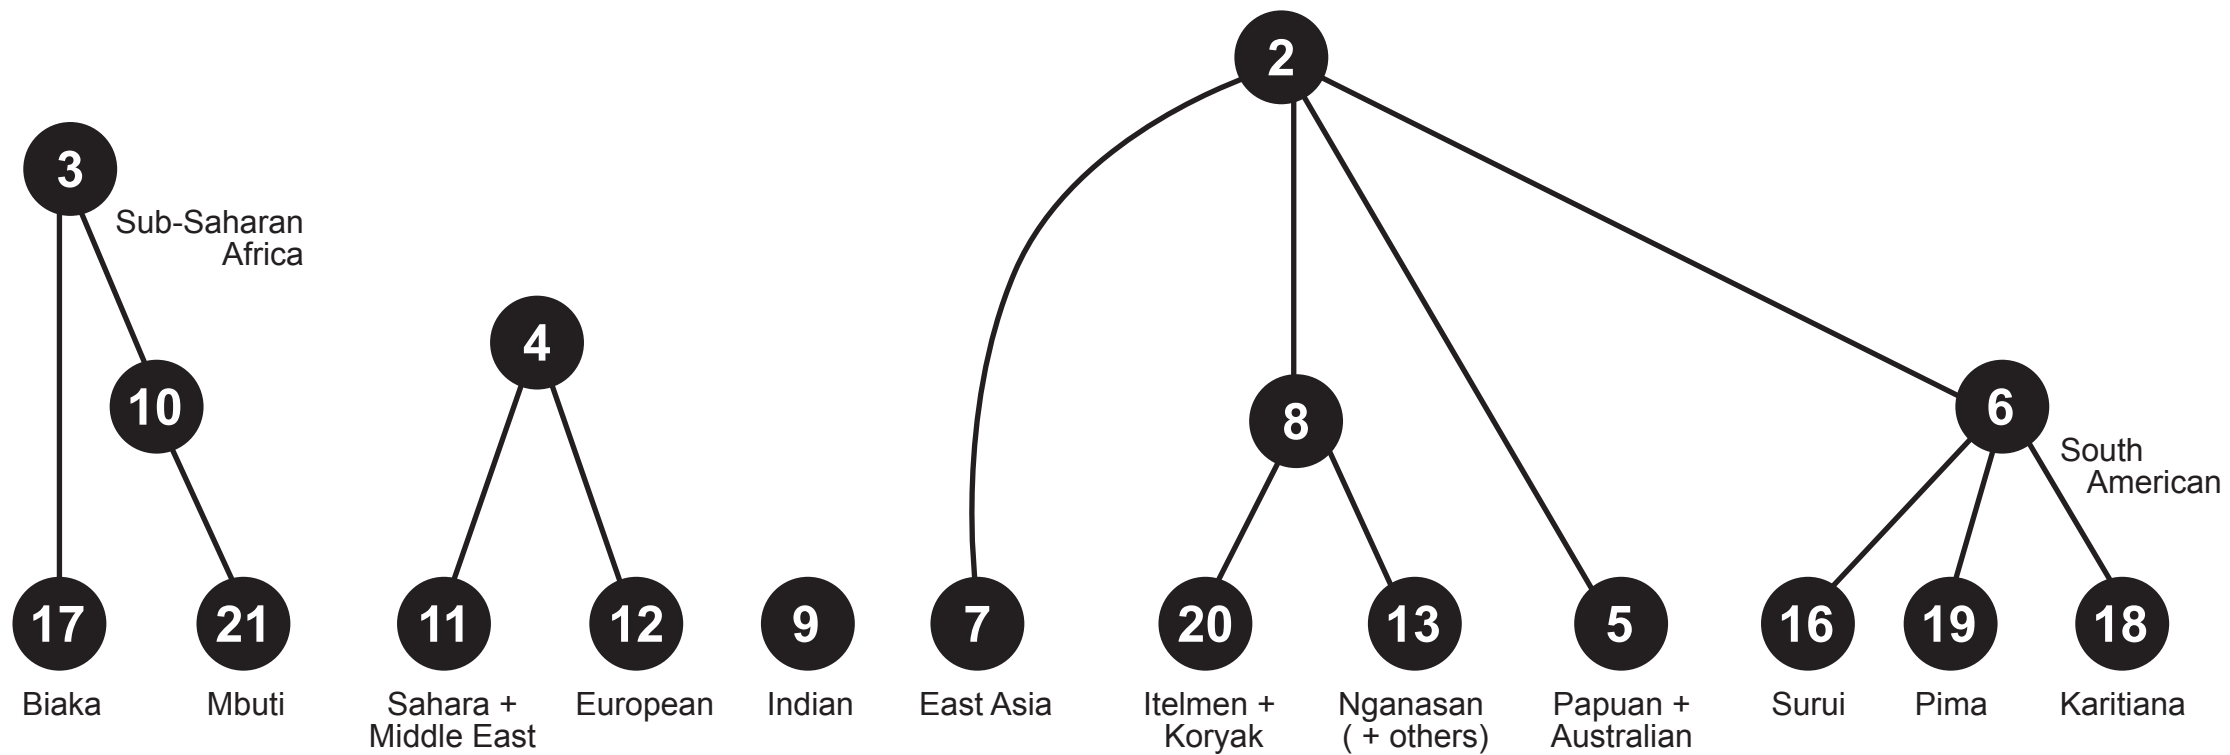 2
3
Sub-Saharan
Africa
4
10
8
6
South
American
17
21
11
12
9
7
20
13
5
16
19
18
Biaka
Mbuti
Sahara +
Middle East
European
Indian
East Asia
Itelmen +
Koryak
Nganasan
( + others)
Papuan +
Australian
Surui
Pima
Karitiana